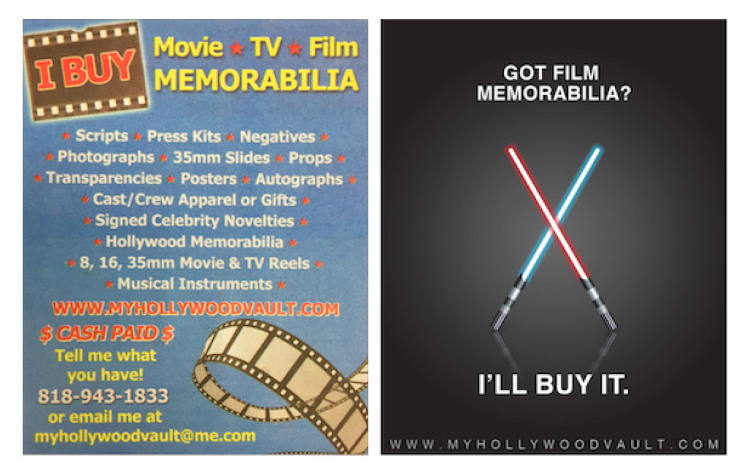 I BUY
Movie ★ TV ★ Film
MEMORABILIA
★ Scripts ★ Press Kits ★ Negatives ★
★ Photographs ★ 35mm Slides ★ Props ★
★ Transparencies ★ Posters ★ Autographs ★
★ Cast/Crew Apparel or Gifts ★
★ Signed Celebrity Novelties ★
★ Hollywood Memorabilia ★
★ 8, 16, 35mm Movie & TV Reels ★
★ Musical Instruments ★
WWW.MYHOLLYWOODVAULT.COM
$ CASH PAID $
Tell me what
you have!
818-943-1833
or email me at
myhollywoodvault@me.com
GOT FILM
MEMORABILIA?
I'LL BUY IT.
WWW.MYHOLLYWOODVAULT.COM